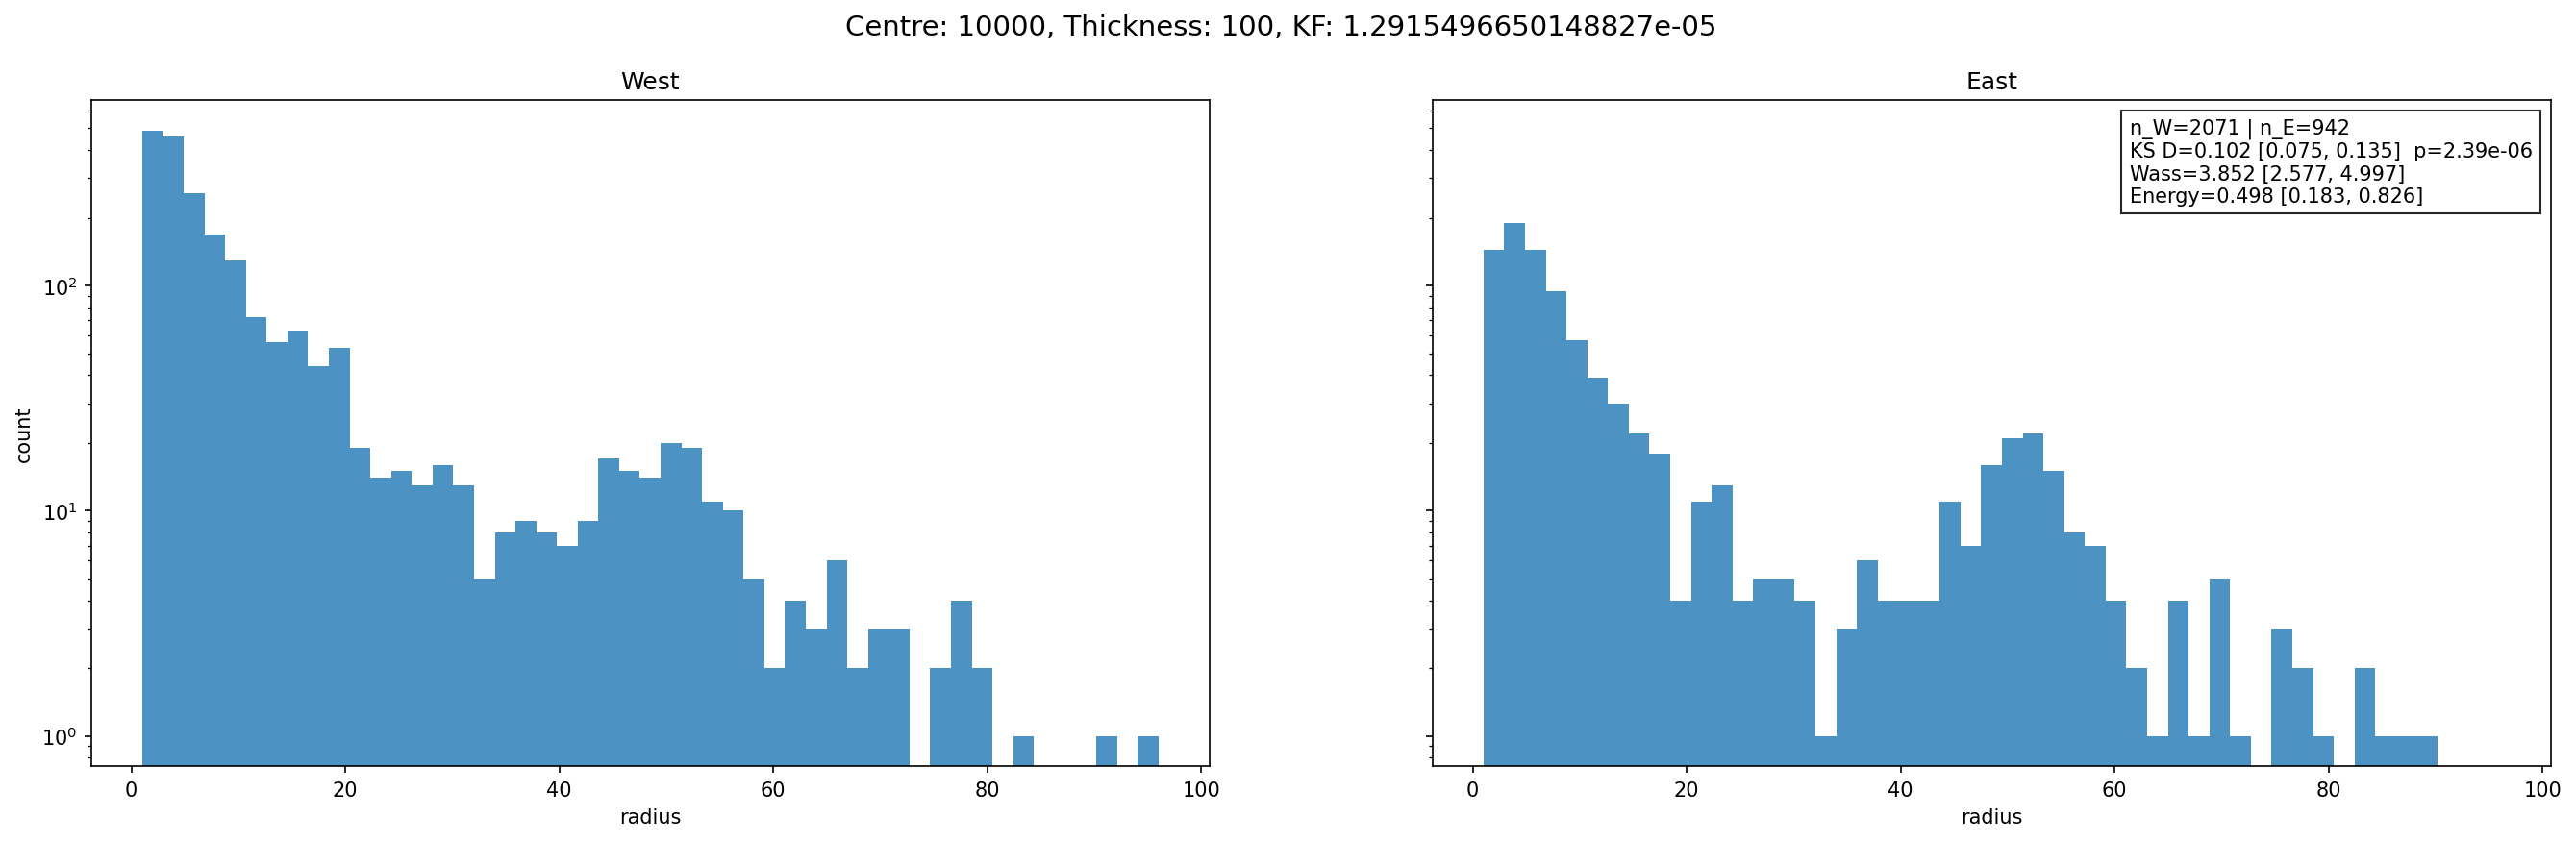 Centre: 10000, Thickness: 100, KF: 1.2915496650148827e-05
West
count
10²
10¹
10⁰
0 20 40 60 80 100
radius
East
n_W=2071 | n_E=942
KS D=0.102 [0.075, 0.135]  p=2.39e-06
Wass=3.852 [2.577, 4.997]
Energy=0.498 [0.183, 0.826]
0 20 40 60 80 100
radius